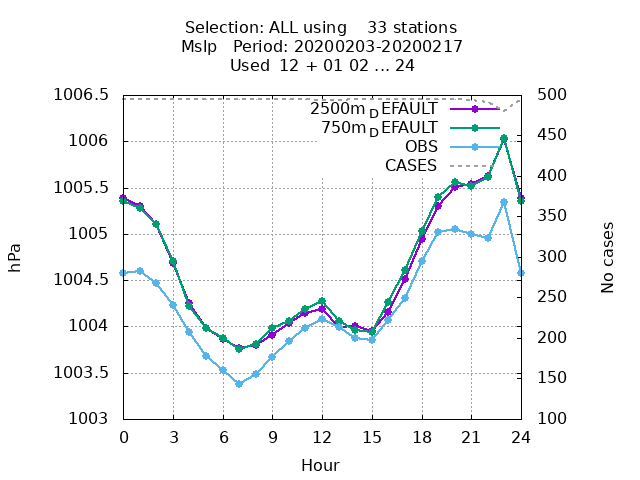 Selection: ALL using    33 stations
Mslp   Period: 20200203-20200217
Used  12 + 01 02 ... 24
1006.5
1006
1005.5
1005
1004.5
1004
1003.5
1003
500
450
400
350
300
250
200
150
100
2500m_DEFAULT
750m_DEFAULT
OBS
CASES
hPa
No cases
0 3 6 9 12 15 18 21 24
Hour